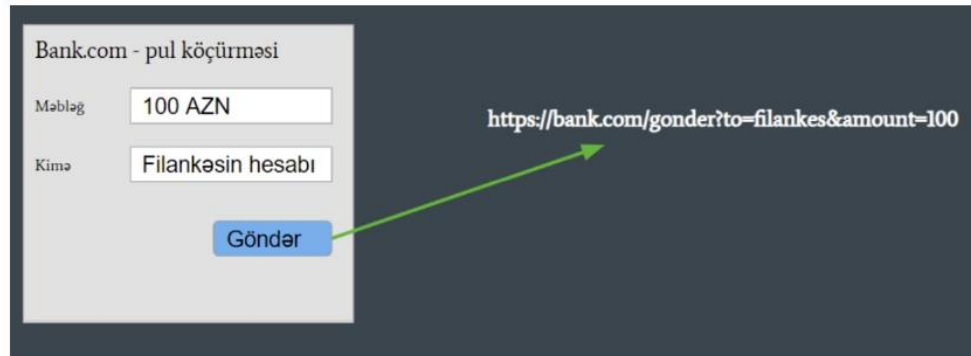 Bank.com - pul köçürməsi
Məbləğ
100 AZN
Kimə
Filankəsin hesabı
Göndər
https://bank.com/gonder?to=filankes&amount=100